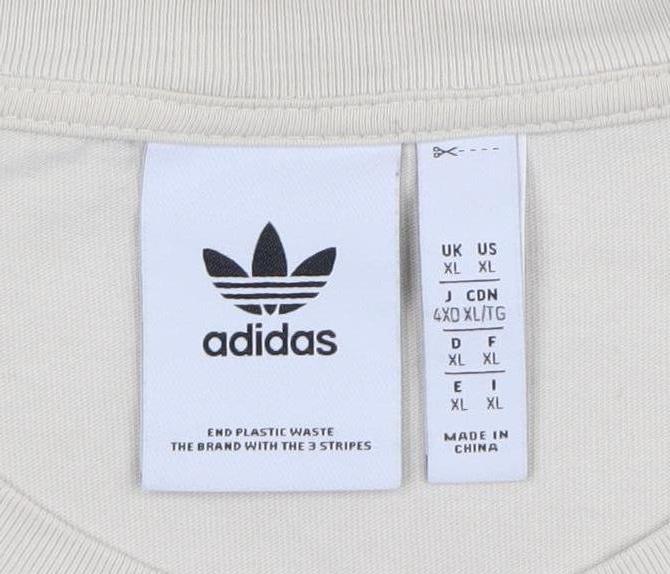 adidas
END PLASTIC WASTE
THE BRAND WITH THE 3 STRIPES
UK US
XL XL
J CDN
4XO XL/TG
D F
XL XL
E I
XL XL
MADE IN
CHINA